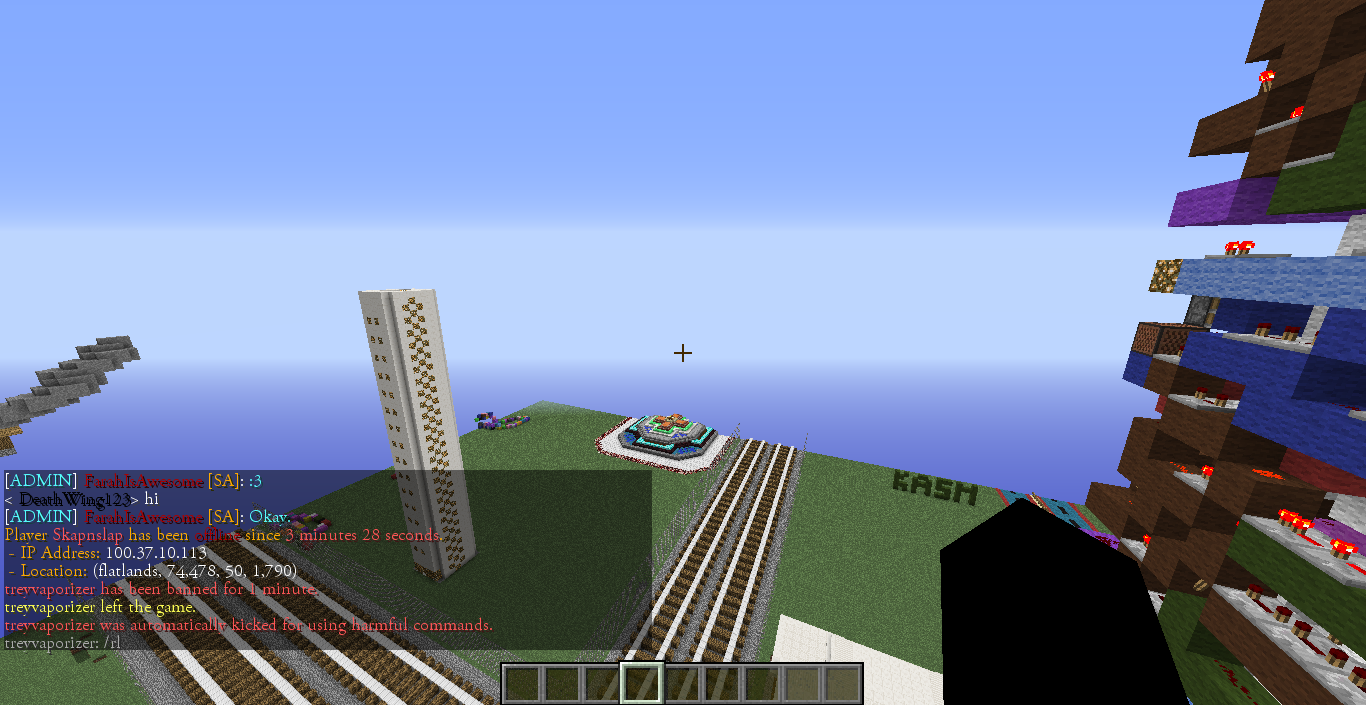 EASM
[ADMIN] FarahIsAwesome [SA]: :3
< DeathWing123> hi
[ADMIN] FarahIsAwesome [SA]: Okay.
Player Skapnslap has been offline since 3 minutes 28 seconds.
- IP Address: 100.37.10.113
- Location: (flatlands, 74,478, 50, 1,790)
treyvaporizer has been banned for 1 minute.
treyvaporizer left the game.
treyvaporizer was automatically kicked for using harmful commands.
treyvaporizer: /rl